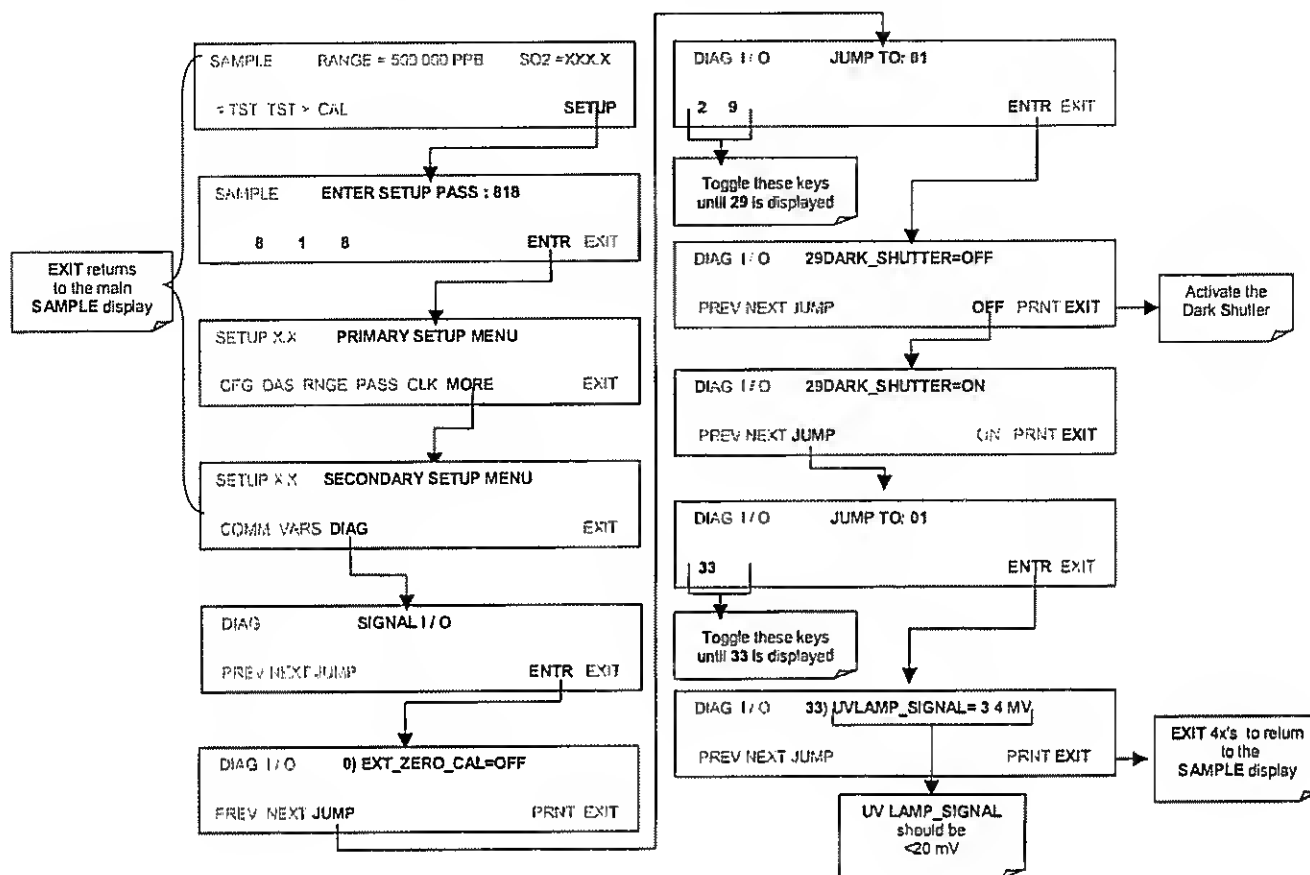 SAMPLE RANGE = 500.000 PPB SO2 =XXX.X
< TST TST > CAL SETUP
SAMPLE ENTER SETUP PASS : 818
8 1 8 ENTR EXIT
EXIT returns
to the main
SAMPLE display
SETUP X.X PRIMARY SETUP MENU
CFG DAS RNGE PASS CLK MORE EXIT
SETUP X.X SECONDARY SETUP MENU
COMM VARS DIAG EXIT
DIAG SIGNAL I / O
PREV NEXT JUMP ENTR EXIT
DIAG I / O 0) EXT_ZERO_CAL=OFF
PREV NEXT JUMP PRNT EXIT
DIAG I / O JUMP TO: 01
2 9 ENTR EXIT
Toggle these keys
until 29 is displayed
DIAG I / O 29DARK_SHUTTER=OFF
PREV NEXT JUMP OFF PRNT EXIT
Activate the
Dark Shutter
DIAG I / O 29DARK_SHUTTER=ON
PREV NEXT JUMP ON PRNT EXIT
DIAG I / O JUMP TO: 01
33 ENTR EXIT
Toggle these keys
until 33 is displayed
DIAG I / O 33) UVLAMP_SIGNAL= 3.4 MV
PREV NEXT JUMP PRNT EXIT
EXIT 4x's to return
to the
SAMPLE display
UV LAMP_SIGNAL
should be
<20 mV